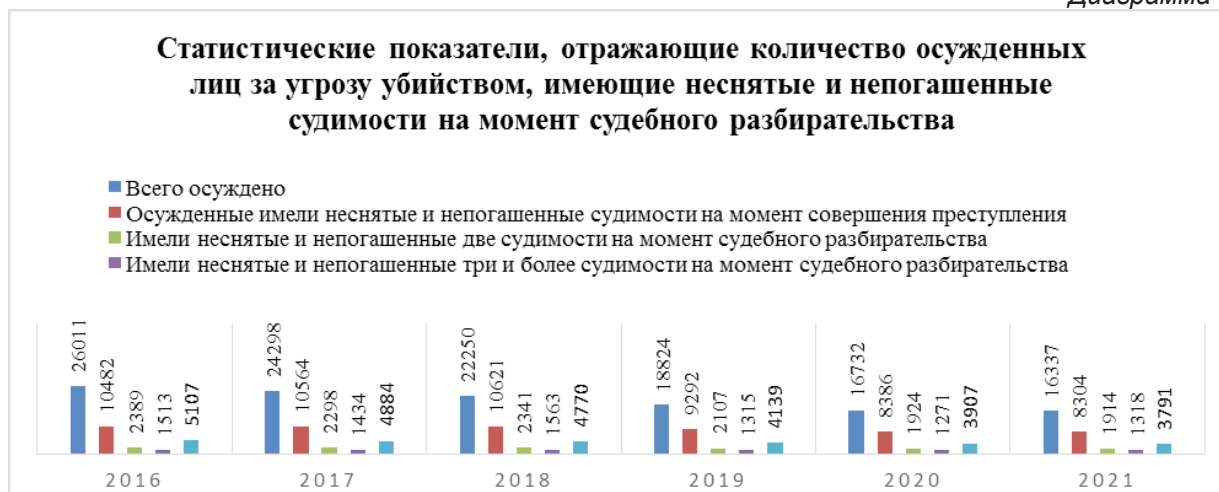 Диаграмма
Статистические показатели, отражающие количество осужденных
лиц за угрозу убийством, имеющие неснятые и непогашенные
судимости на момент судебного разбирательства
Всего осуждено
Осужденные имели неснятые и непогашенные судимости на момент совершения преступления
Имели неснятые и непогашенные две судимости на момент судебного разбирательства
Имели неснятые и непогашенные три и более судимости на момент судебного разбирательства
26011 10482 2389 1513 5107 24298 10564 2298 1434 4884 22250 10621 2341 1563 4770 18824 9292 2107 1315 4139 16732 8386 1924 1271 3907 16337 8304 1914 1318 3791
2016 2017 2018 2019 2020 2021